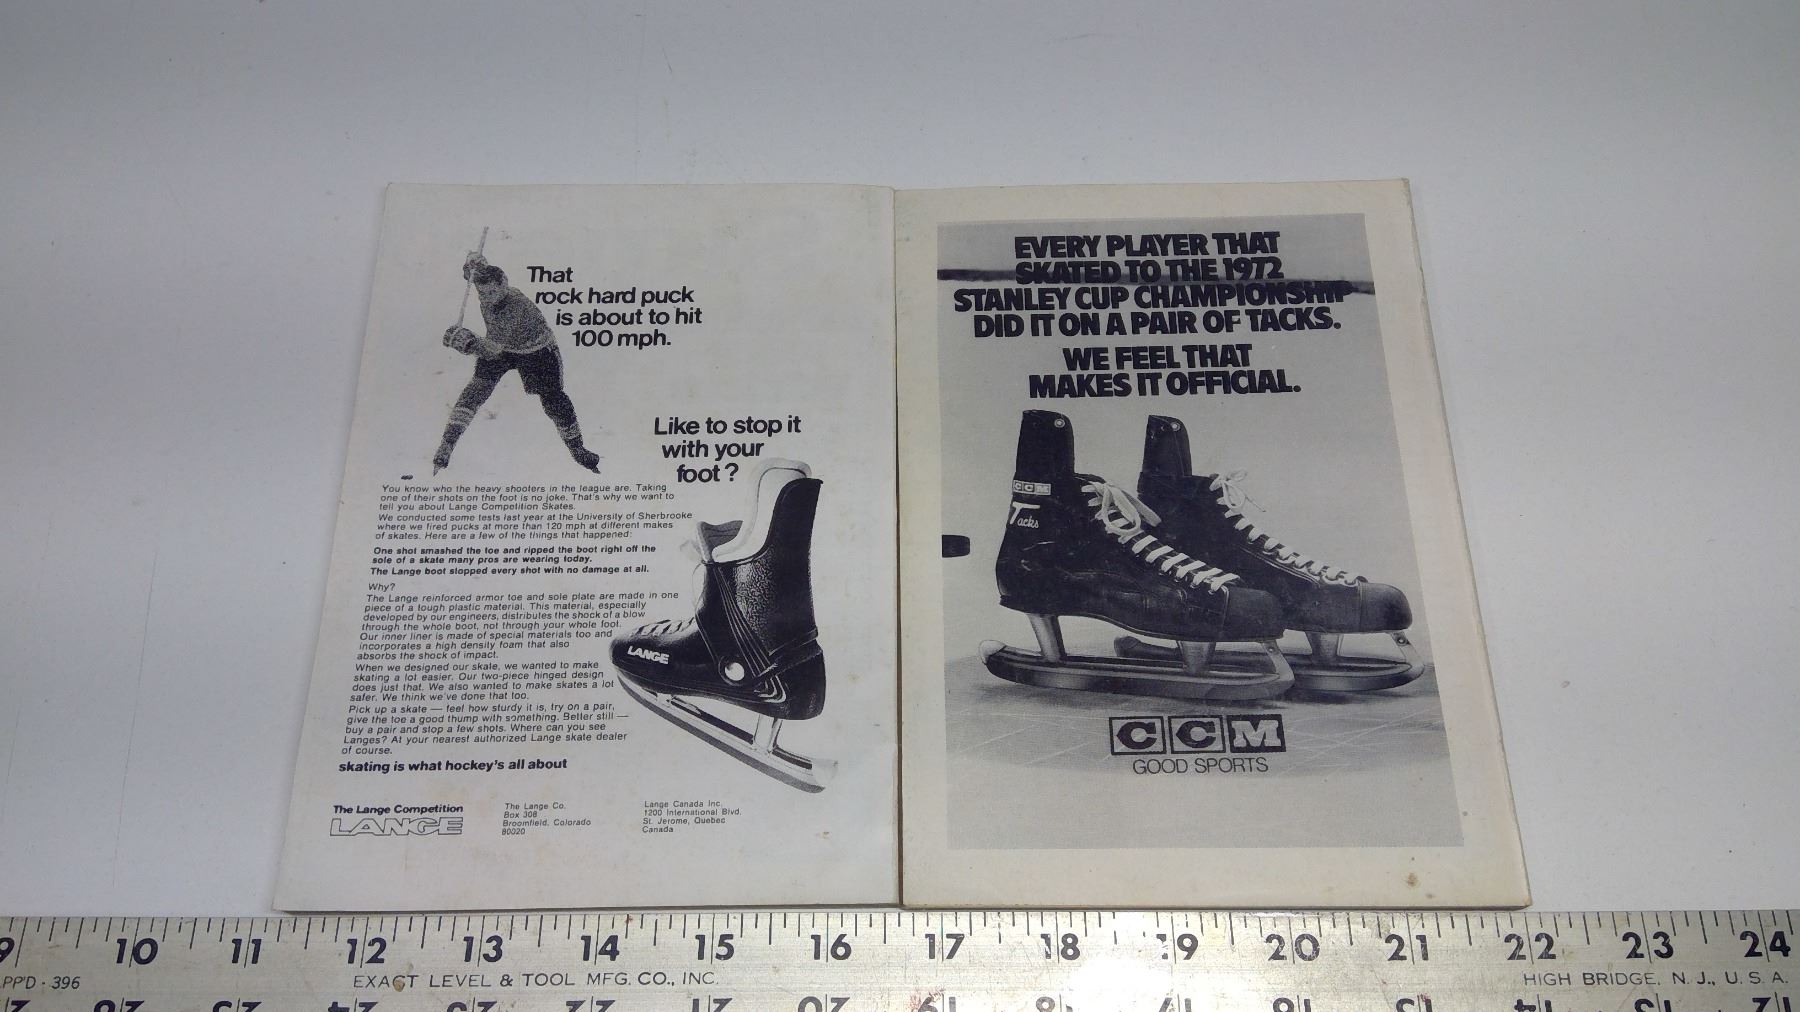 That
rock hard puck
is about to hit
100 mph.
Like to stop it
with your
foot?
You know who the heavy shooters in the league are. Taking
one of their shots on the foot is no joke. That's why we want to
tell you about Lange Competition Skates.
We conducted some tests last year at the University of Sherbrooke
where we fired pucks at more than 120 mph at different makes
of skates. Here are a few of the things that happened:
One shot smashed the toe and ripped the boot right off the
sole of a skate many pros are wearing today.
The Lange boot stopped every shot with no damage at all.
Why?
The Lange reinforced armor toe and sole plate are made in one
piece of a tough plastic material. This material, especially
developed by our engineers, distributes the shock of a blow
through the whole boot, not through your whole foot.
Our inner liner is made of special materials too and
incorporates a high density foam that also
absorbs the shock of impact.
When we designed our skate, we wanted to make
skating a lot easier. Our two-piece hinged design
does just that. We also wanted to make skates a lot
safer. We think we've done that too.
Pick up a skate — feel how sturdy it is, try on a pair,
give the toe a good thump with something. Better still —
buy a pair and stop a few shots. Where can you see
Langes? At your nearest authorized Lange skate dealer
of course.
skating is what hockey's all about
LANGE
The Lange Competition
LANGE
The Lange Co.
Box 308
Broomfield, Colorado
80020
Lange Canada Inc.
1200 International Blvd.
St. Jerome, Quebec
Canada
EVERY PLAYER THAT
SKATED TO THE 1972
STANLEY CUP CHAMPIONSHIP
DID IT ON A PAIR OF TACKS.
WE FEEL THAT
MAKES IT OFFICIAL.
CCM
Tacks
CCM
GOOD SPORTS
9 10 11 12 13 14 15 16 17 18 19 20 21 22 23 24
PP'D - 396 EXACT LEVEL & TOOL MFG. CO., INC. HIGH BRIDGE, N. J., U. S. A.